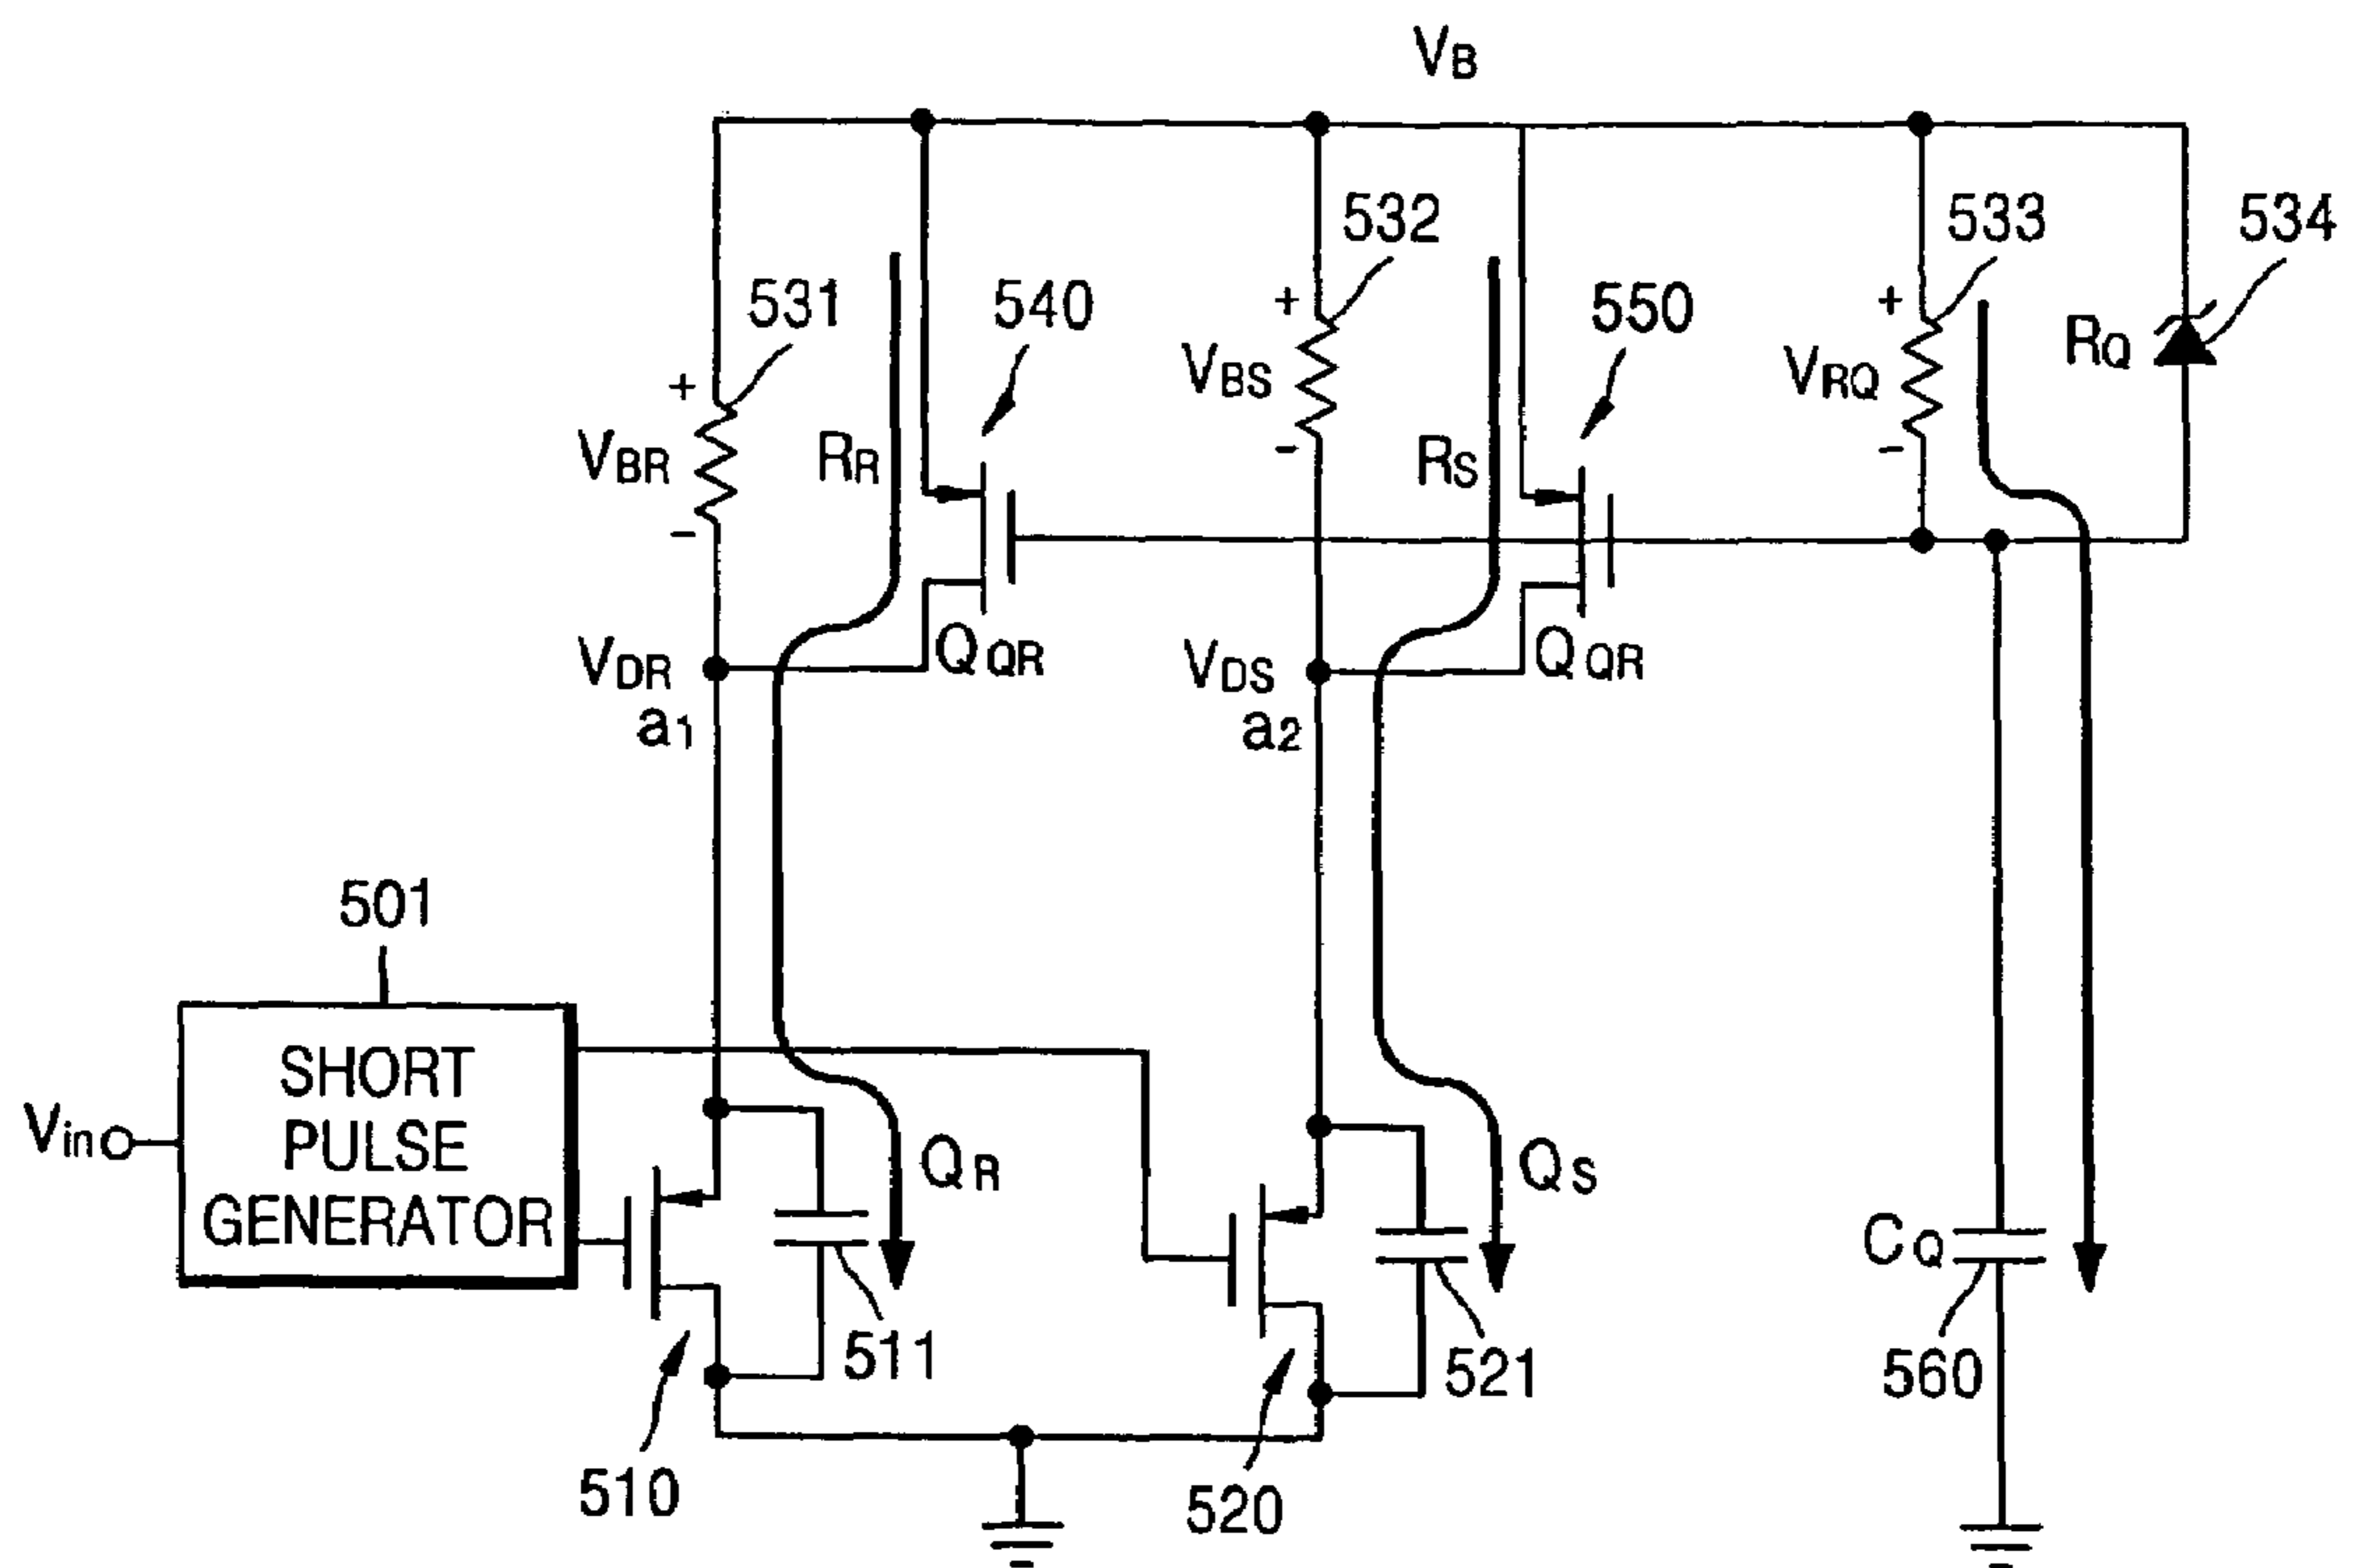 VB
532
533
534
531
540
550
+
+
+
VBS
VRQ
RQ
VBR
RR
RS
-
-
-
VDR
QQR
VDS
QQR
a1
a2
501
SHORT
PULSE
GENERATOR
Vin
QR
QS
CQ
511
521
560
510
520